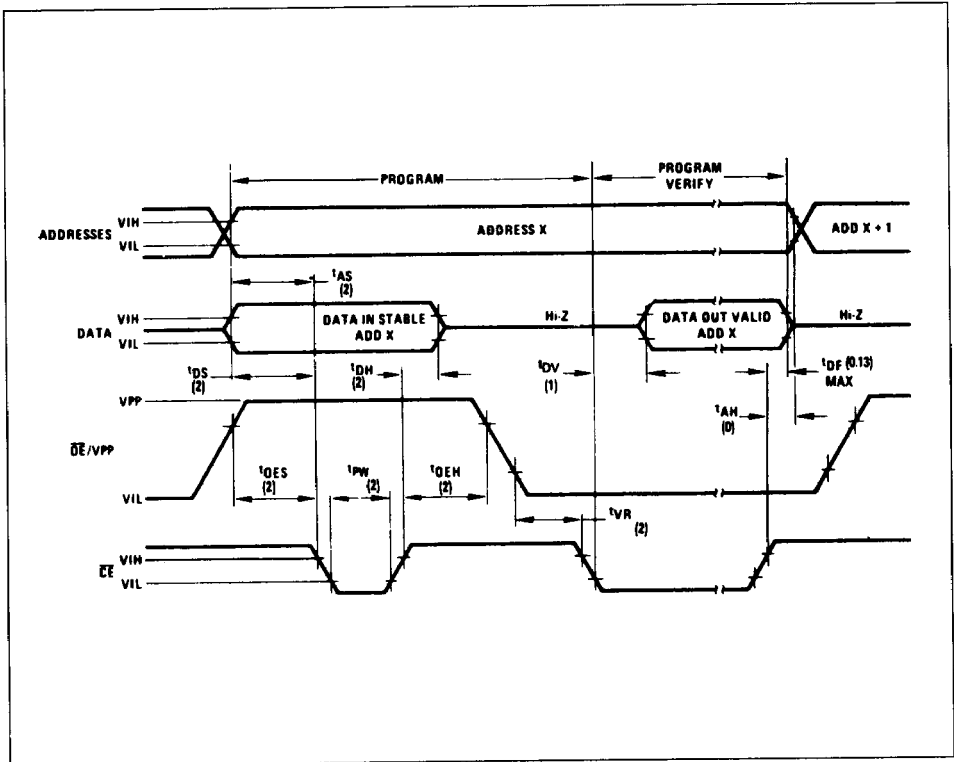 PROGRAM
PROGRAM
VERIFY
ADDRESSES
VIH
VIL
ADDRESS X
ADD X + 1
tAS
(2)
DATA
VIH
VIL
DATA IN STABLE
ADD X
Hi-Z
DATA OUT VALID
ADD X
Hi-Z
tDS
(2)
tDH
(2)
tDV
(1)
tDF (0.13)
MAX
tAH
(0)
OE/VPP
VPP
VIL
tOES
(2)
tPW
(2)
tOEH
(2)
tVR
(2)
CE
VIH
VIL